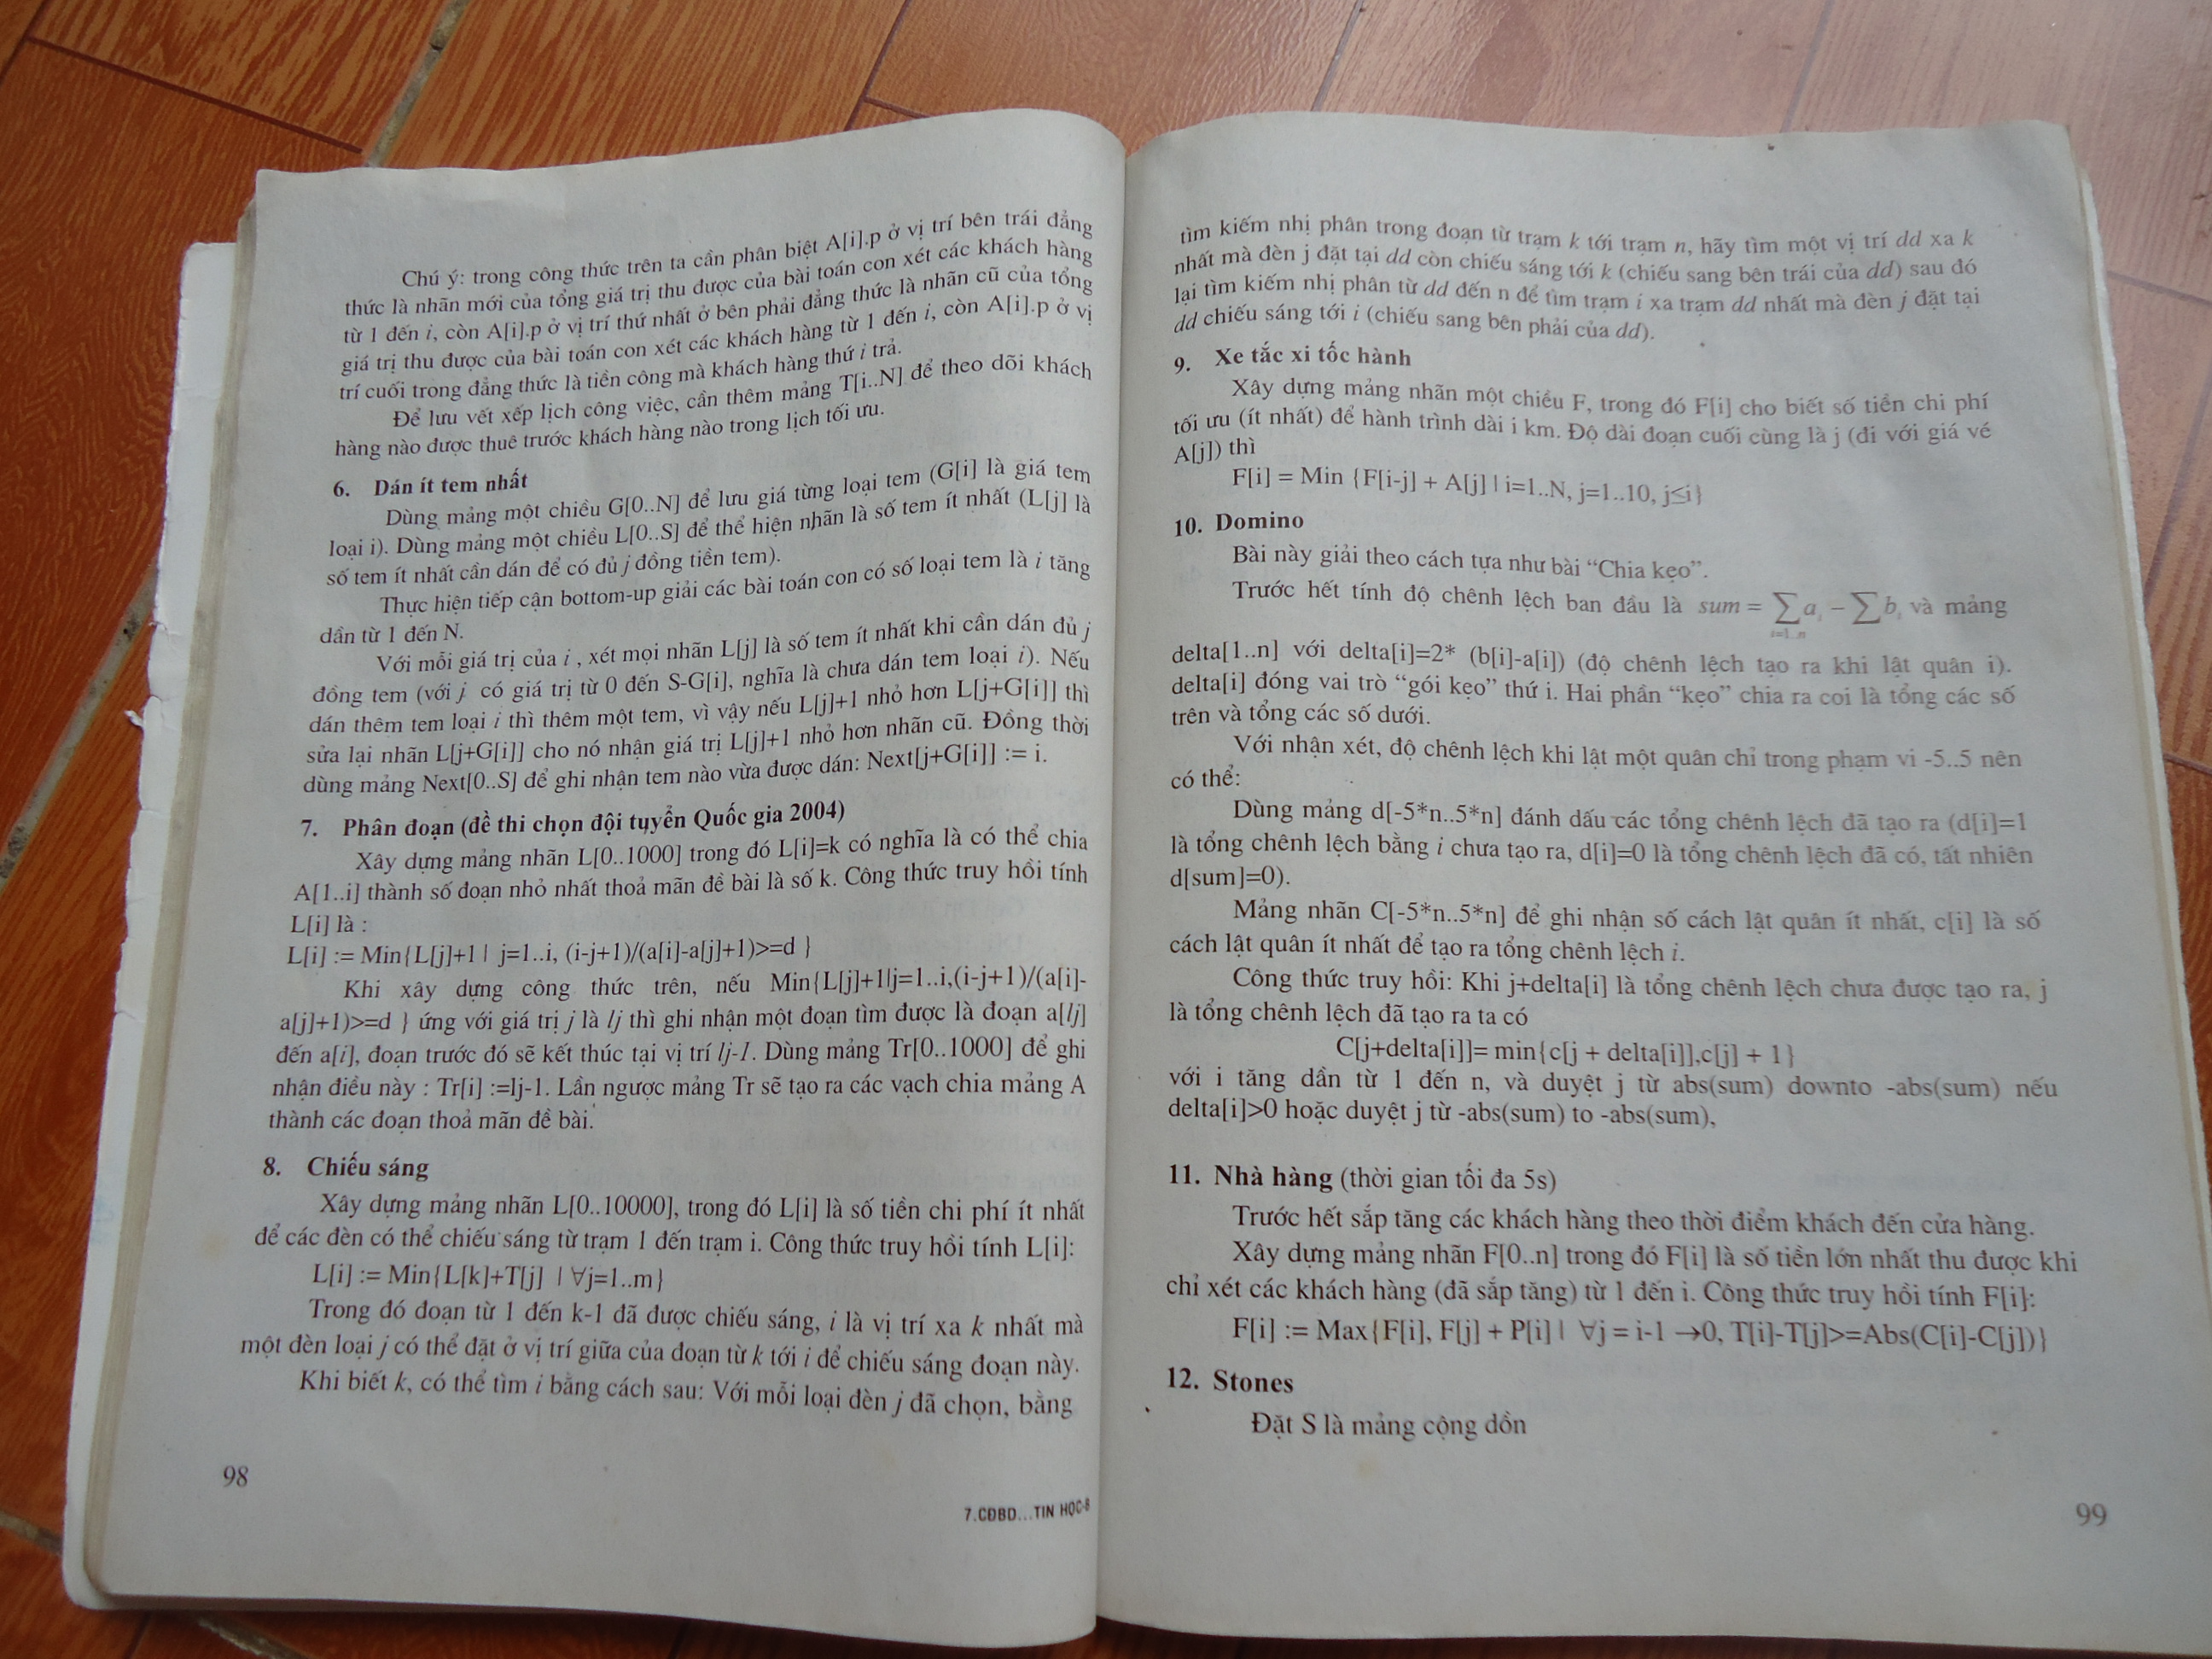 Chú ý: trong công thức trên ta cần phân biệt A[i].p ở vị trí bên trái đẳng
thức là nhãn mới của tổng giá trị thu được của bài toán con xét các khách hàng
từ 1 đến i, còn A[i].p ở vị trí thứ nhất ở bên phải đẳng thức là nhãn cũ của tổng
giá trị thu được của bài toán con xét các khách hàng từ 1 đến i, còn A[i].p ở vị
trí cuối trong đẳng thức là tiền công mà khách hàng thứ i trả.
Để lưu vết xếp lịch công việc, cần thêm mảng T[i..N] để theo dõi khách
hàng nào được thuê trước khách hàng nào trong lịch tối ưu.
6. Dán ít tem nhất
Dùng mảng một chiều G[0..N] để lưu giá từng loại tem (G[i] là giá tem
loại i). Dùng mảng một chiều L[0..S] để thể hiện nhãn là số tem ít nhất (L[j] là
số tem ít nhất cần dán để có đủ j đồng tiền tem).
Thực hiện tiếp cận bottom-up giải các bài toán con có số loại tem là i tăng
dần từ 1 đến N.
Với mỗi giá trị của i , xét mọi nhãn L[j] là số tem ít nhất khi cần dán đủ j
đồng tem (với j có giá trị từ 0 đến S-G[i], nghĩa là chưa dán tem loại i). Nếu
dán thêm tem loại i thì thêm một tem, vì vậy nếu L[j]+1 nhỏ hơn L[j+G[i]] thì
sửa lại nhãn L[j+G[i]] cho nó nhận giá trị L[j]+1 nhỏ hơn nhãn cũ. Đồng thời
dùng mảng Next[0..S] để ghi nhận tem nào vừa được dán: Next[j+G[i]] := i.
7. Phân đoạn (đề thi chọn đội tuyển Quốc gia 2004)
Xây dựng mảng nhãn L[0..1000] trong đó L[i]=k có nghĩa là có thể chia
A[1..i] thành số đoạn nhỏ nhất thoả mãn đề bài là số k. Công thức truy hồi tính
L[i] là :
L[i] := Min{L[j]+1 | j=1..i, (i-j+1)/(a[i]-a[j]+1)>=d }
Khi xây dựng công thức trên, nếu Min{L[j]+1|j=1..i,(i-j+1)/(a[i]-
a[j]+1)>=d } ứng với giá trị j là lj thì ghi nhận một đoạn tìm được là đoạn a[lj]
đến a[i], đoạn trước đó sẽ kết thúc tại vị trí lj-1. Dùng mảng Tr[0..1000] để ghi
nhận điều này : Tr[i] :=lj-1. Lần ngược mảng Tr sẽ tạo ra các vạch chia mảng A
thành các đoạn thoả mãn đề bài.
8. Chiếu sáng
Xây dựng mảng nhãn L[0..10000], trong đó L[i] là số tiền chi phí ít nhất
để các đèn có thể chiếu sáng từ trạm 1 đến trạm i. Công thức truy hồi tính L[i]:
L[i] := Min{L[k]+T[j] | ∀j=1..m}
Trong đó đoạn từ 1 đến k-1 đã được chiếu sáng, i là vị trí xa k nhất mà
một đèn loại j có thể đặt ở vị trí giữa của đoạn từ k tới i để chiếu sáng đoạn này.
Khi biết k, có thể tìm i bằng cách sau: Với mỗi loại đèn j đã chọn, bằng
98
7.CĐBD...TIN HỌC-8
tìm kiếm nhị phân trong đoạn từ trạm k tới trạm n, hãy tìm một vị trí dd xa k
nhất mà đèn j đặt tại dd còn chiếu sáng tới k (chiếu sang bên trái của dd) sau đó
lại tìm kiếm nhị phân từ dd đến n để tìm trạm i xa trạm dd nhất mà đèn j đặt tại
dd chiếu sáng tới i (chiếu sang bên phải của dd).
9. Xe tắc xi tốc hành
Xây dựng mảng nhãn một chiều F, trong đó F[i] cho biết số tiền chi phí
tối ưu (ít nhất) để hành trình dài i km. Độ dài đoạn cuối cùng là j (đi với giá vé
A[j]) thì
F[i] = Min {F[i-j] + A[j] | i=1..N, j=1..10, j≤i}
10. Domino
Bài này giải theo cách tựa như bài “Chia kẹo”.
Trước hết tính độ chênh lệch ban đầu là sum = ∑ aᵢ − ∑ bᵢ và mảng
i=1..n
delta[1..n] với delta[i]=2* (b[i]-a[i]) (độ chênh lệch tạo ra khi lật quân i).
delta[i] đóng vai trò “gói kẹo” thứ i. Hai phần “kẹo” chia ra coi là tổng các số
trên và tổng các số dưới.
Với nhận xét, độ chênh lệch khi lật một quân chỉ trong phạm vi -5..5 nên
có thể:
Dùng mảng d[-5*n..5*n] đánh dấu các tổng chênh lệch đã tạo ra (d[i]=1
là tổng chênh lệch bằng i chưa tạo ra, d[i]=0 là tổng chênh lệch đã có, tất nhiên
d[sum]=0).
Mảng nhãn C[-5*n..5*n] để ghi nhận số cách lật quân ít nhất, c[i] là số
cách lật quân ít nhất để tạo ra tổng chênh lệch i.
Công thức truy hồi: Khi j+delta[i] là tổng chênh lệch chưa được tạo ra, j
là tổng chênh lệch đã tạo ra ta có
C[j+delta[i]]= min{c[j + delta[i]],c[j] + 1}
với i tăng dần từ 1 đến n, và duyệt j từ abs(sum) downto -abs(sum) nếu
delta[i]>0 hoặc duyệt j từ -abs(sum) to -abs(sum),
11. Nhà hàng (thời gian tối đa 5s)
Trước hết sắp tăng các khách hàng theo thời điểm khách đến cửa hàng.
Xây dựng mảng nhãn F[0..n] trong đó F[i] là số tiền lớn nhất thu được khi
chỉ xét các khách hàng (đã sắp tăng) từ 1 đến i. Công thức truy hồi tính F[i]:
F[i] := Max{F[i], F[j] + P[i] | ∀j = i-1 →0, T[i]-T[j]>=Abs(C[i]-C[j])}
12. Stones
Đặt S là mảng cộng dồn
99